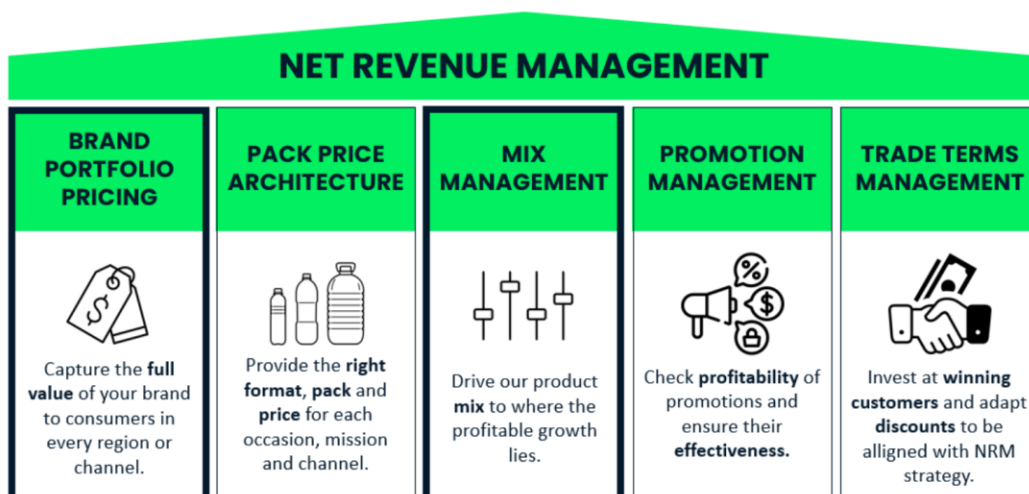 NET REVENUE MANAGEMENT
BRAND
PORTFOLIO
PRICING
Capture the full
value of your brand
to consumers in
every region or
channel.
PACK PRICE
ARCHITECTURE
Provide the right
format, pack and
price for each
occasion, mission
and channel.
MIX
MANAGEMENT
Drive our product
mix to where the
profitable growth
lies.
PROMOTION
MANAGEMENT
%
$
Check profitability of
promotions and
ensure their
effectiveness.
TRADE TERMS
MANAGEMENT
Invest at winning
customers and adapt
discounts to be
alligned with NRM
strategy.